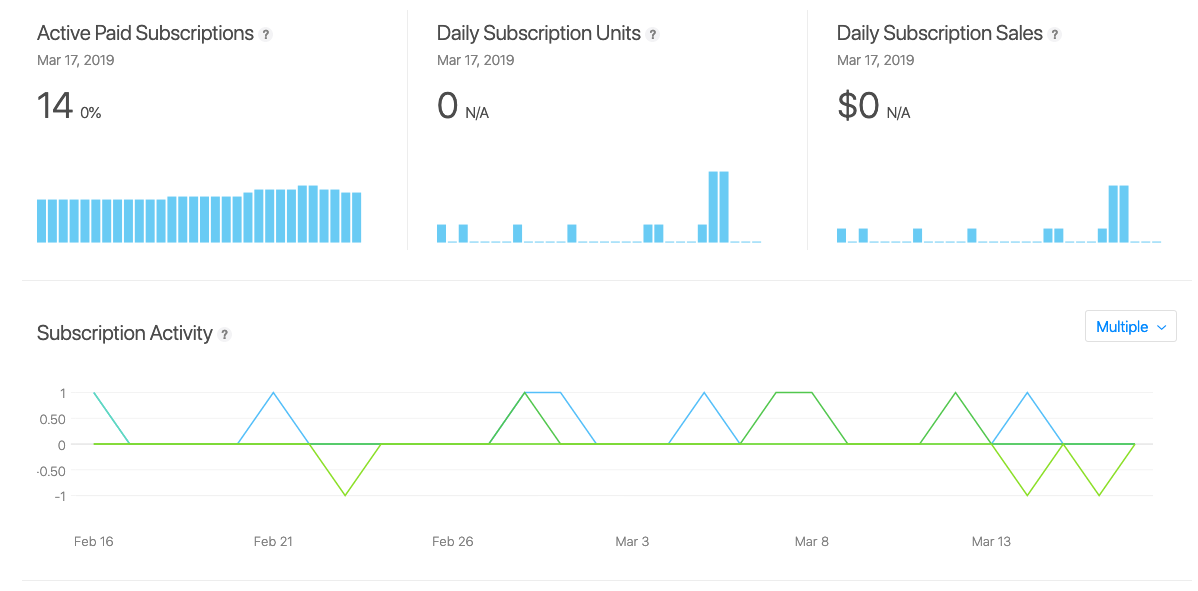 Active Paid Subscriptions ?
Mar 17, 2019
14 0%
Daily Subscription Units ?
Mar 17, 2019
0 N/A
Daily Subscription Sales ?
Mar 17, 2019
$0 N/A
Subscription Activity ?
Multiple
1
0.50
0
-0.50
-1
Feb 16 Feb 21 Feb 26 Mar 3 Mar 8 Mar 13